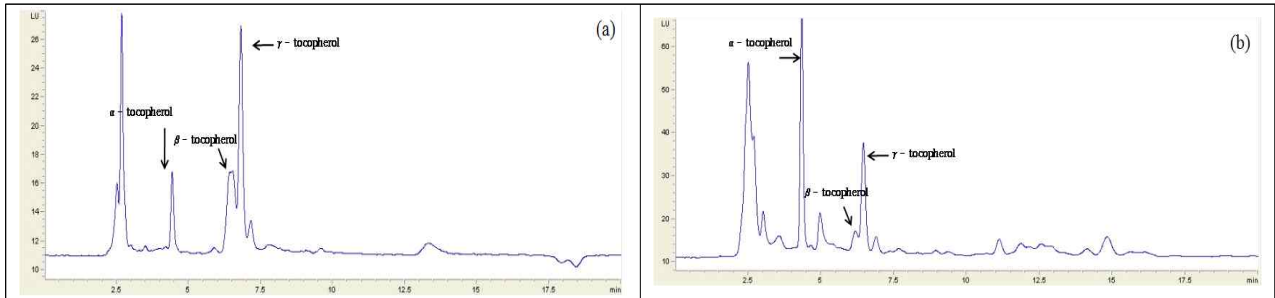 LU
(a)
26
γ - tocopherol
24
22
20
α - tocopherol
18
β - tocopherol
16
14
12
10
2.5 5 7.5 10 12.5 15 17.5 min
LU
(b)
α - tocopherol
60
50
40
γ - tocopherol
30
β - tocopherol
20
10
2.5 5 7.5 10 12.5 15 17.5 min